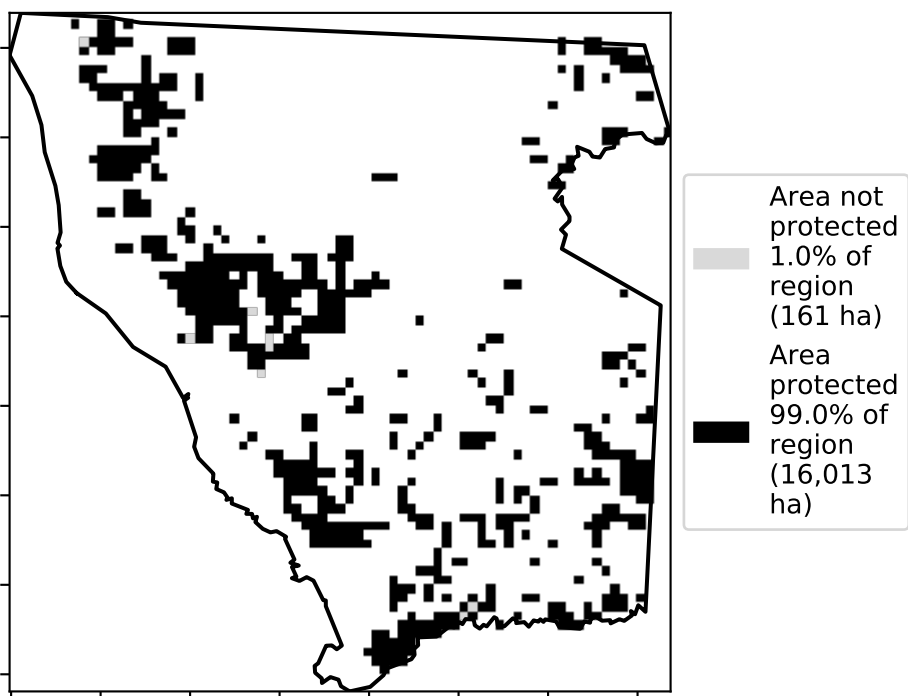 Area not
protected
1.0% of
region
(161 ha)
Area
protected
99.0% of
region
(16,013
ha)